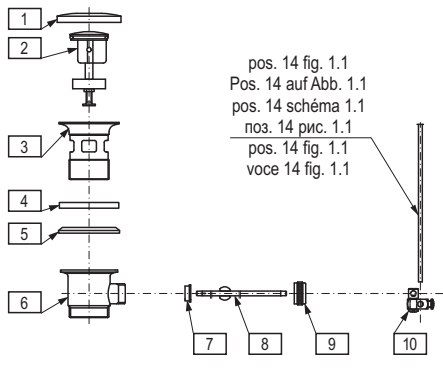 1
2
pos. 14 fig. 1.1
Pos. 14 auf Abb. 1.1
pos. 14 schéma 1.1
поз. 14 рис. 1.1
pos. 14 fig. 1.1
voce 14 fig. 1.1
3
4
5
6
7
8
9
10